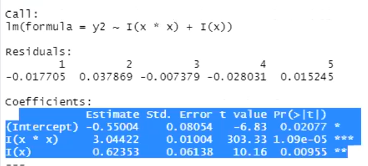 Call:
lm(formula = y2 ~ I(x * x) + I(x))
Residuals:
1 2 3 4 5
-0.017705 0.037869 -0.007379 -0.028031 0.015245
Coefficients:
Estimate Std. Error t value Pr(>|t|)
(Intercept) -0.55004 0.08054 -6.83 0.02077 *
I(x * x) 3.04422 0.01004 303.33 1.09e-05 ***
I(x) 0.62353 0.06138 10.16 0.00955 **
---